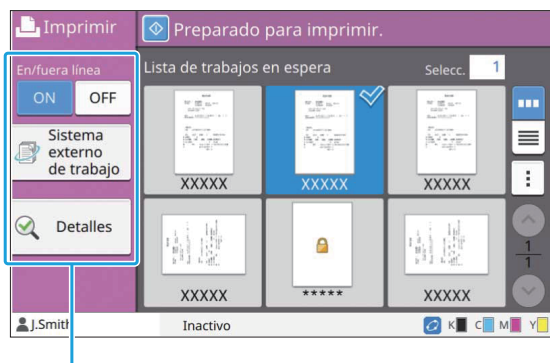 Imprimir
Preparado para imprimir.
En/fuera línea
ON OFF
Sistema
externo
de trabajo
Detalles
Lista de trabajos en espera
Selecc. 1
XXXXX XXXXX XXXXX
XXXXX ***** XXXXX
1
1
J.Smith
Inactivo
K C M Y